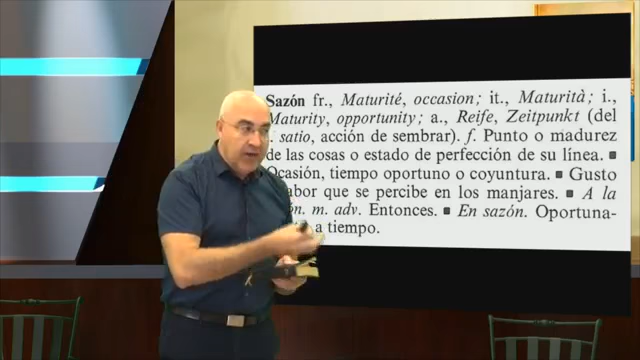 Sazón fr., Maturité, occasion; it., Maturità; i.,
Maturity, opportunity; a., Reife, Zeitpunkt (del
satio, acción de sembrar). f. Punto o madurez
de las cosas o estado de perfección de su línea. ■
Ocasión, tiempo oportuno o coyuntura. ■ Gusto
que se percibe en los manjares. ■ A la
m. adv. Entonces. ■ En sazón. Oportuna-
a tiempo.